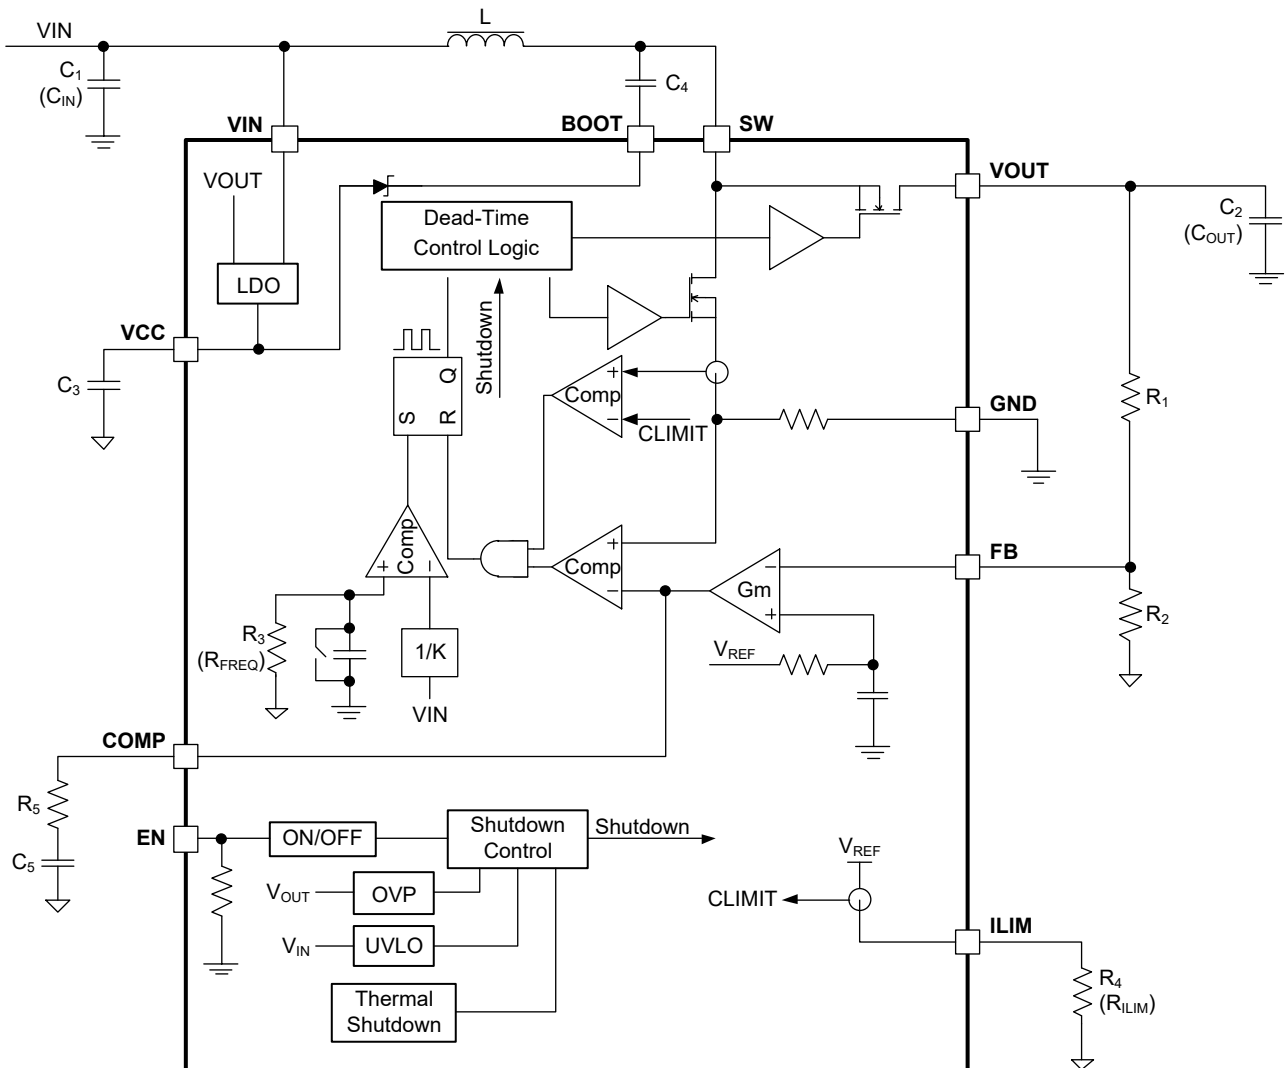 VIN
L
C1
(CIN)
C4
VIN
BOOT
SW
VOUT
VOUT
Dead-Time
Control Logic
C2
(COUT)
LDO
VCC
Shutdown
C3
Q
S
R
+
Comp
−
CLIMIT
GND
R1
Comp
+
−
+
Comp
−
FB
−
Gm
+
R2
R3
(RFREQ)
1/K
VREF
VIN
COMP
R5
EN
ON/OFF
Shutdown
Control
Shutdown
C5
VOUT
OVP
VREF
CLIMIT
VIN
UVLO
ILIM
Thermal
Shutdown
R4
(RILIM)